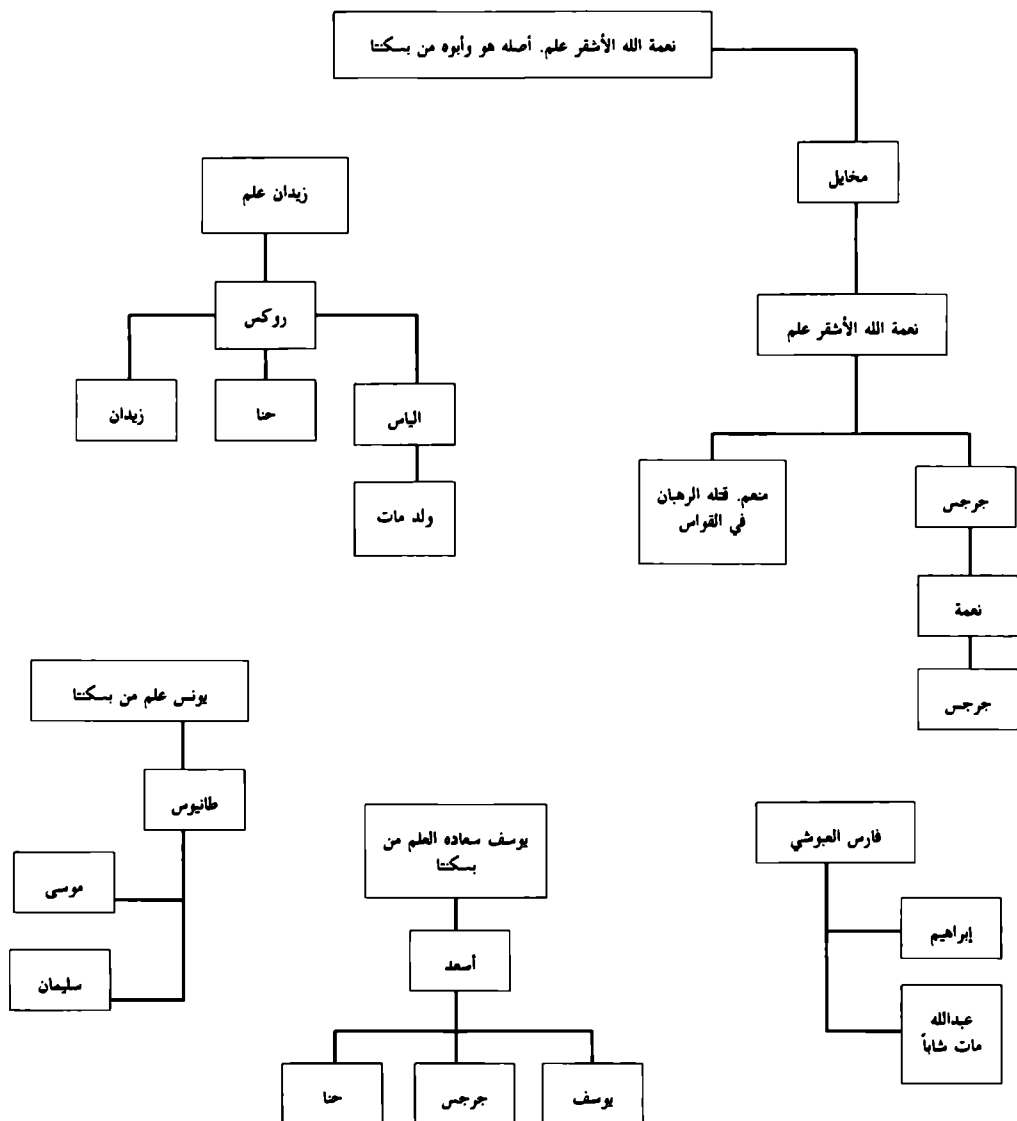 نعمة الله الأشقر علم. أصله هو وأبوه من بسكنتا
مخايل
نعمة الله الأشقر علم
جرجس
منعم. قتله الرهبان
في القواس
نعمة
جرجس
زيدان علم
روكس
الياس
حنا
زيدان
ولد مات
يونس علم من بسكنتا
طانيوس
موسى
سليمان
يوسف سعاده العلم من
بسكنتا
أسعد
يوسف
جرجس
حنا
فارس العبوشي
إبراهيم
عبدالله
مات شاباً